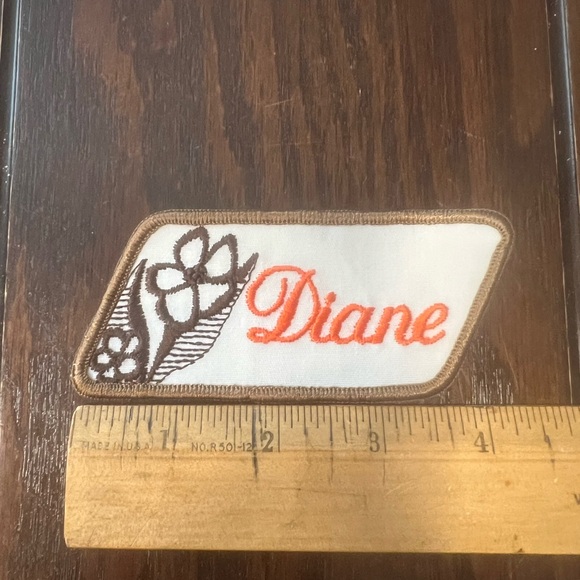 Diane
1 2 3 4
MADE IN U.S.A. NO. R501-12